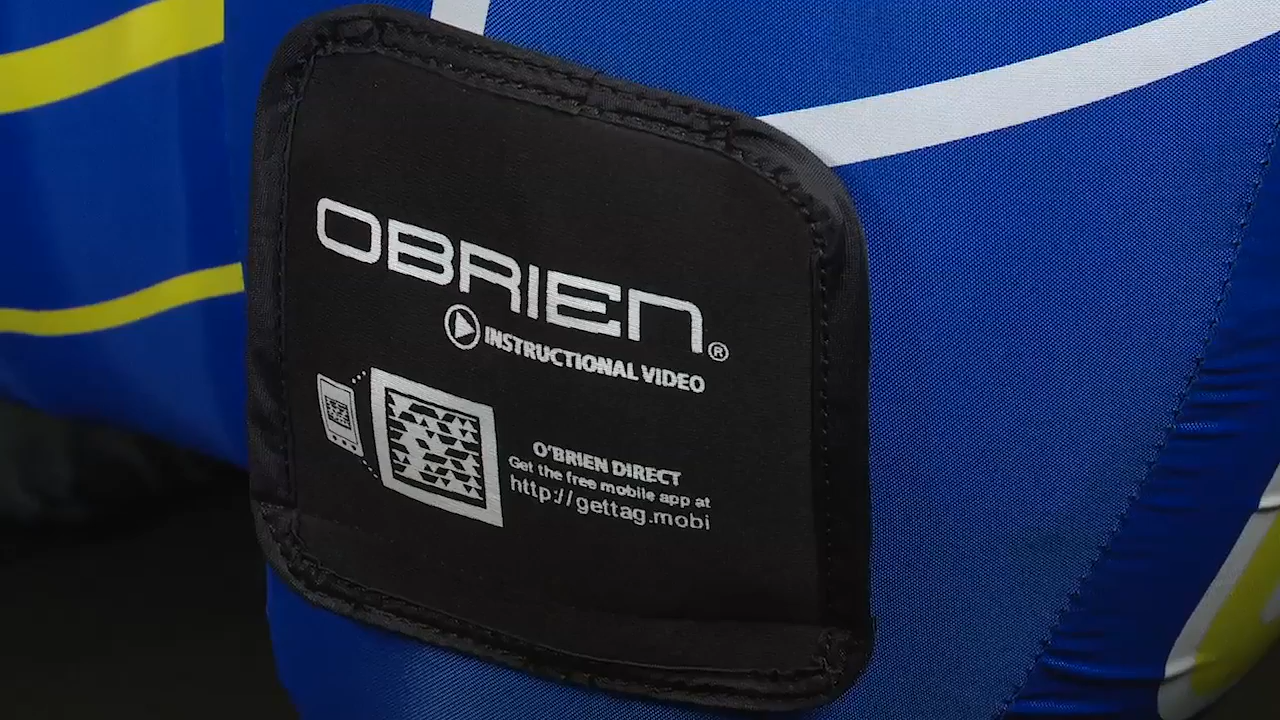 OBRIEN®
INSTRUCTIONAL VIDEO
O'BRIEN DIRECT
Get the free mobile app at
http://gettag.mobi